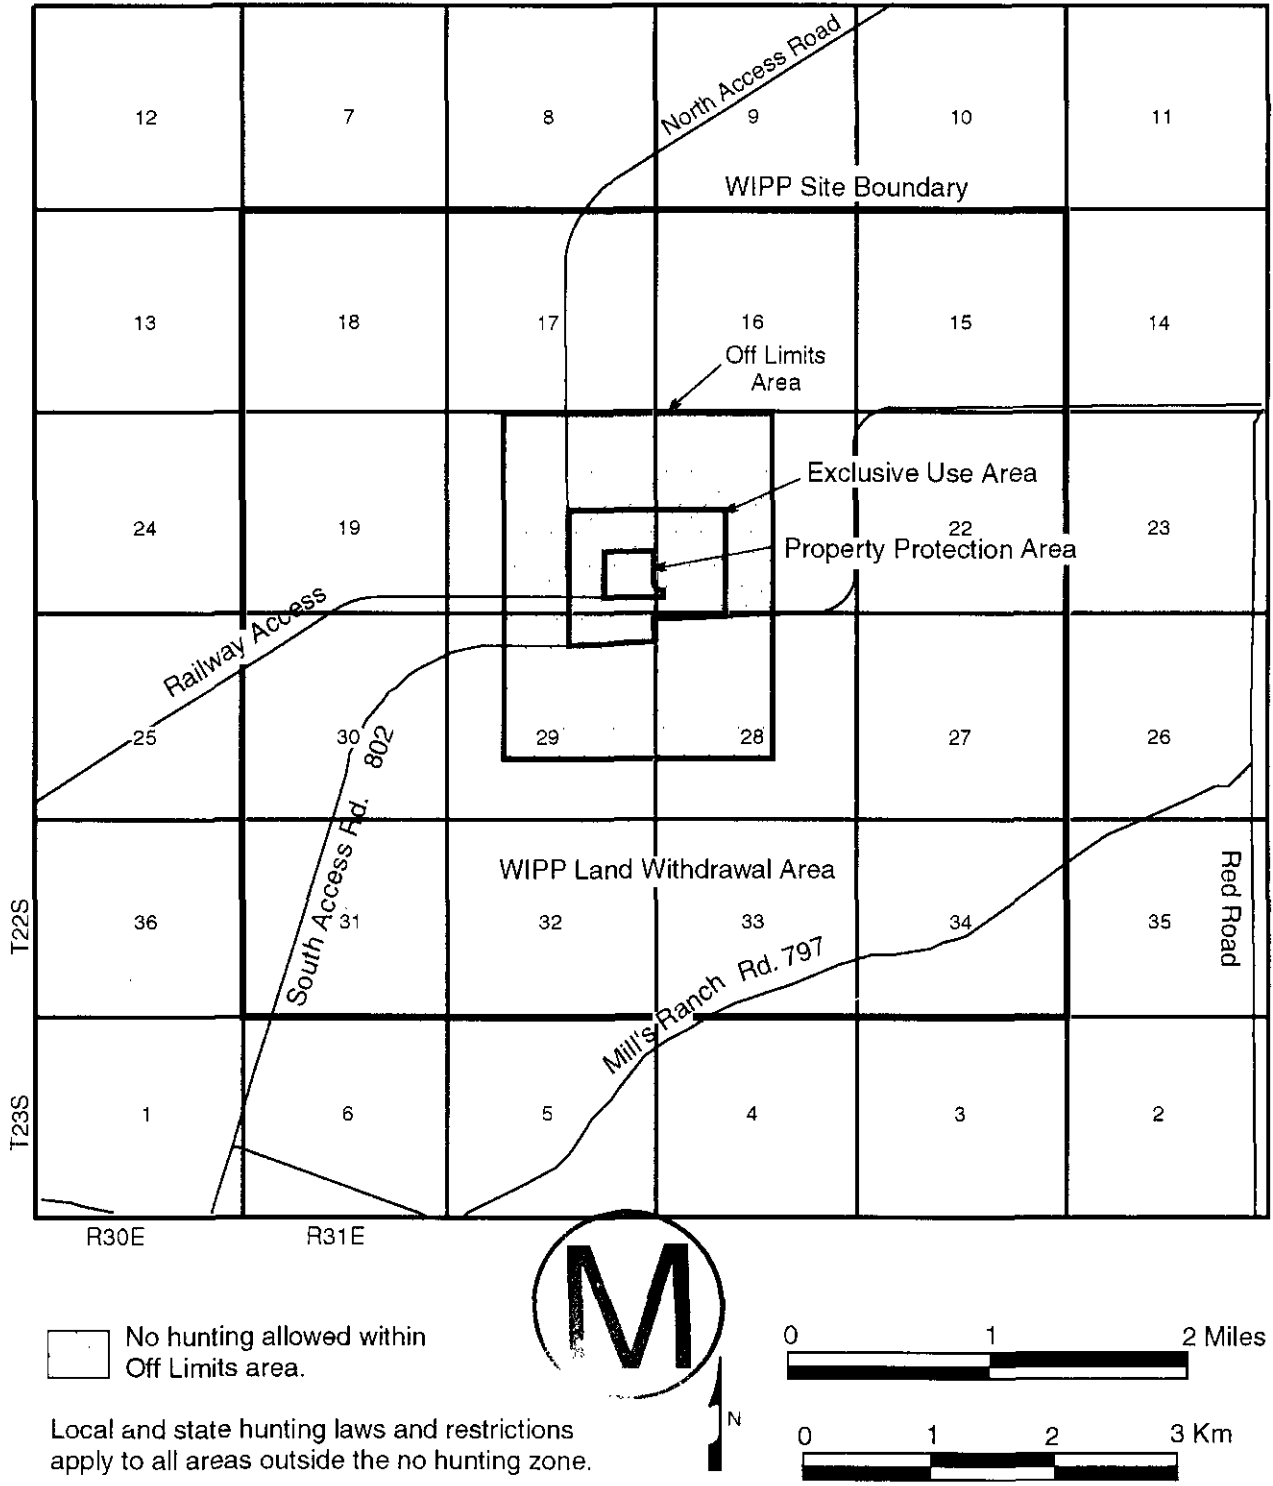 North Access Road
12
7
8
9
10
11
WIPP Site Boundary
13
18
17
16
15
14
Off Limits
Area
Exclusive Use Area
24
19
22
23
Property Protection Area
Railway Access
25
30
29
28
27
26
South Access Rd. 802
WIPP Land Withdrawal Area
Red Road
T22S
36
31
32
33
34
35
Mill's Ranch Rd. 797
T23S
1
6
5
4
3
2
R30E
R31E
M
No hunting allowed within
Off Limits area.
0 1 2 Miles
N
Local and state hunting laws and restrictions
apply to all areas outside the no hunting zone.
0 1 2 3 Km